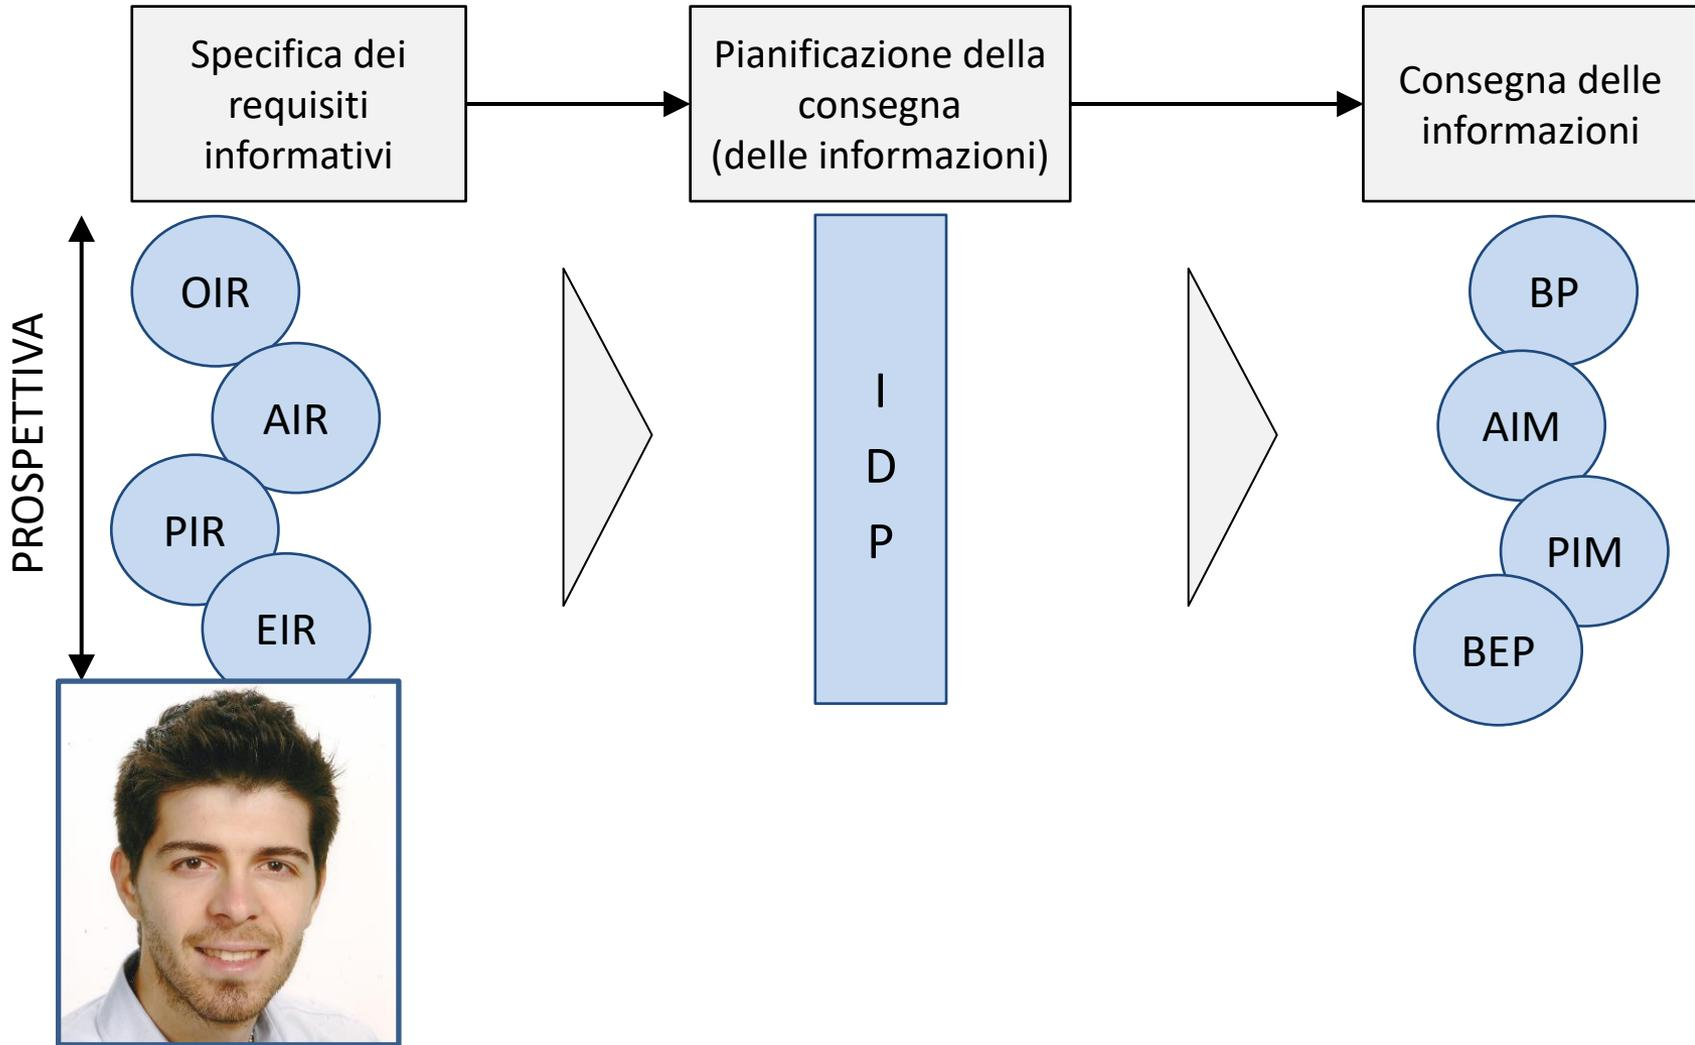 Specifica dei
requisiti
informativi
Pianificazione della
consegna
(delle informazioni)
Consegna delle
informazioni
PROSPETTIVA
OIR
AIR
PIR
EIR
I
D
P
BP
AIM
PIM
BEP